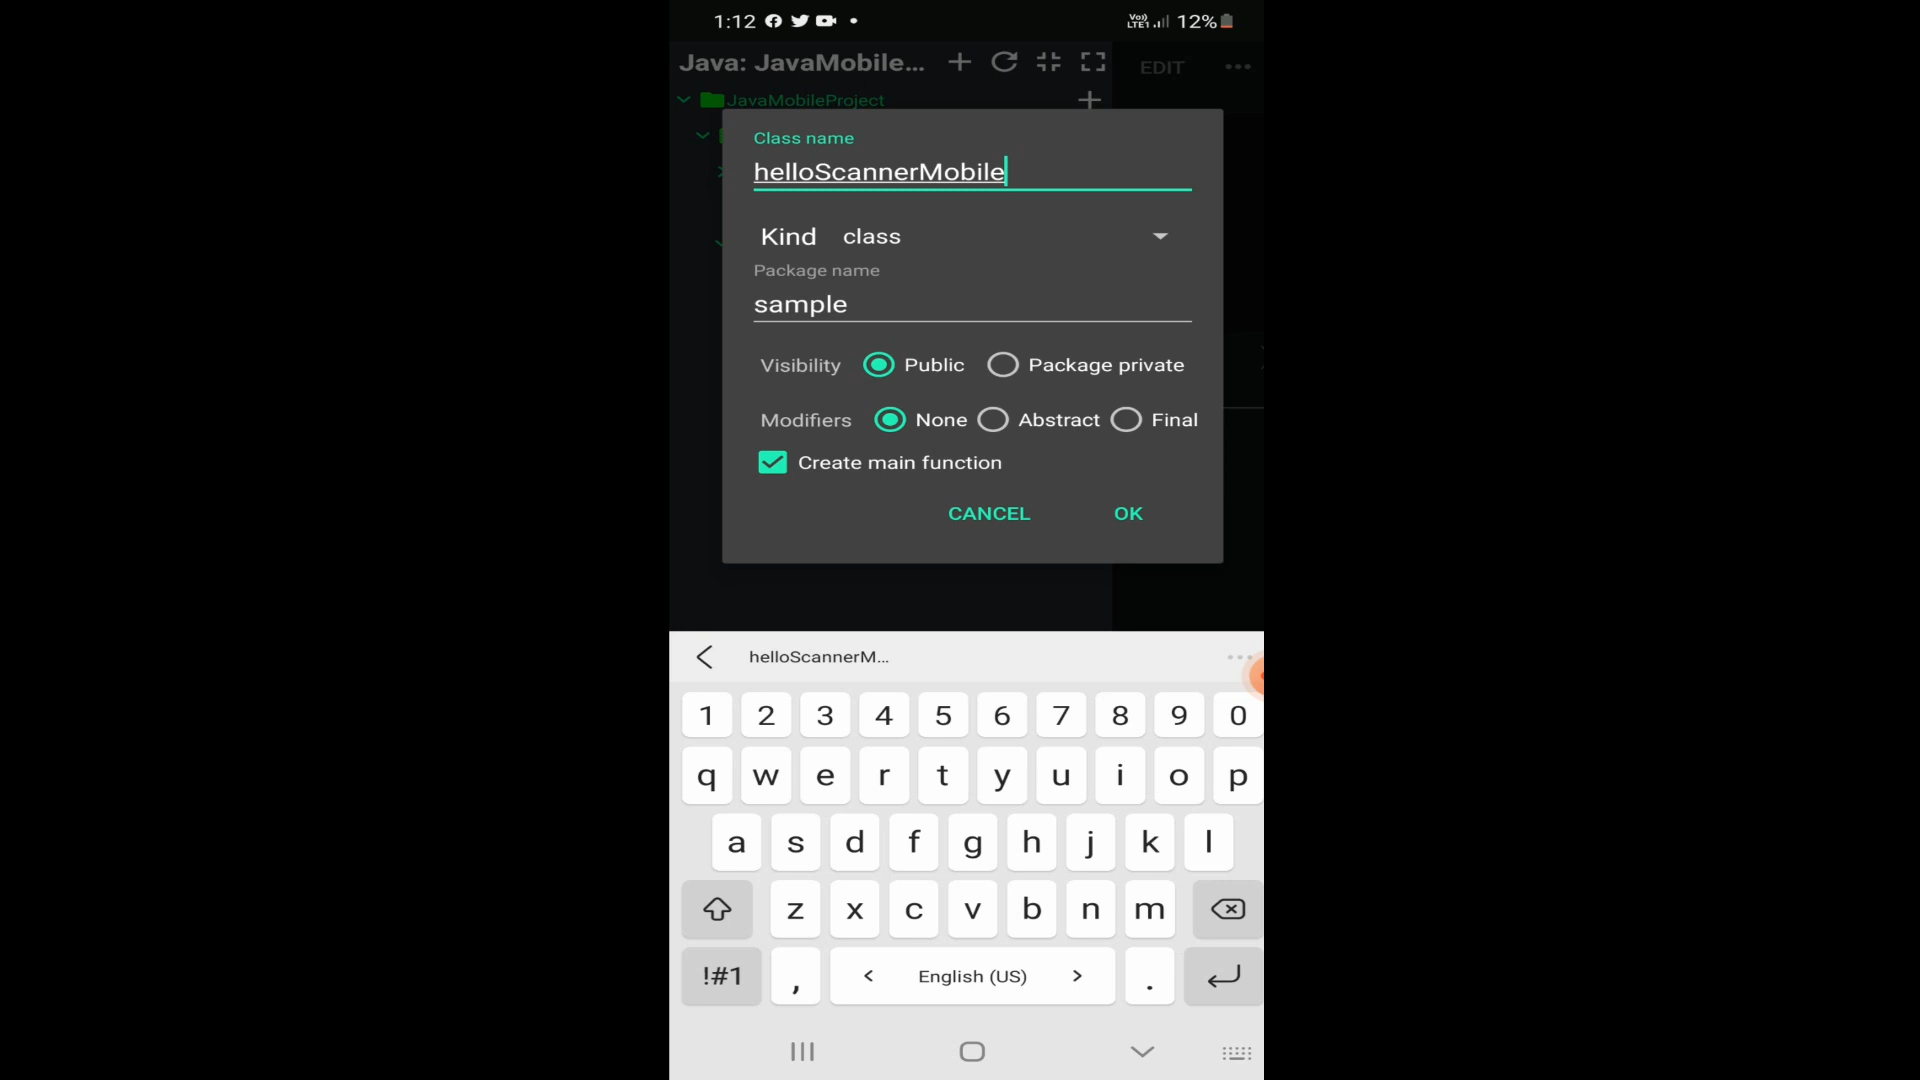 1:12
Vo)) LTE1 12%
Java: JavaMobile...
EDIT
JavaMobileProject
Class name
helloScannerMobile
Kind class
Package name
sample
Visibility Public Package private
Modifiers None Abstract Final
Create main function
CANCEL OK
helloScannerM...
1 2 3 4 5 6 7 8 9 0
q w e r t y u i o p
a s d f g h j k l
z x c v b n m
!#1 , < English (US) > .